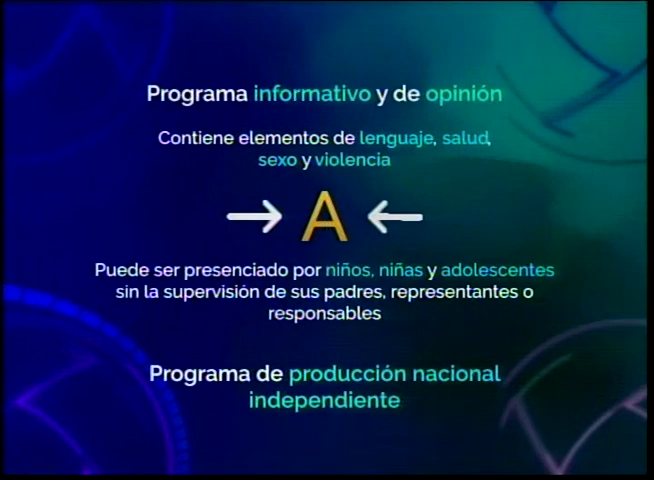 Programa informativo y de opinión
Contiene elementos de lenguaje, salud,
sexo y violencia
A
Puede ser presenciado por niños, niñas y adolescentes
sin la supervisión de sus padres, representantes o
responsables
Programa de producción nacional
independiente